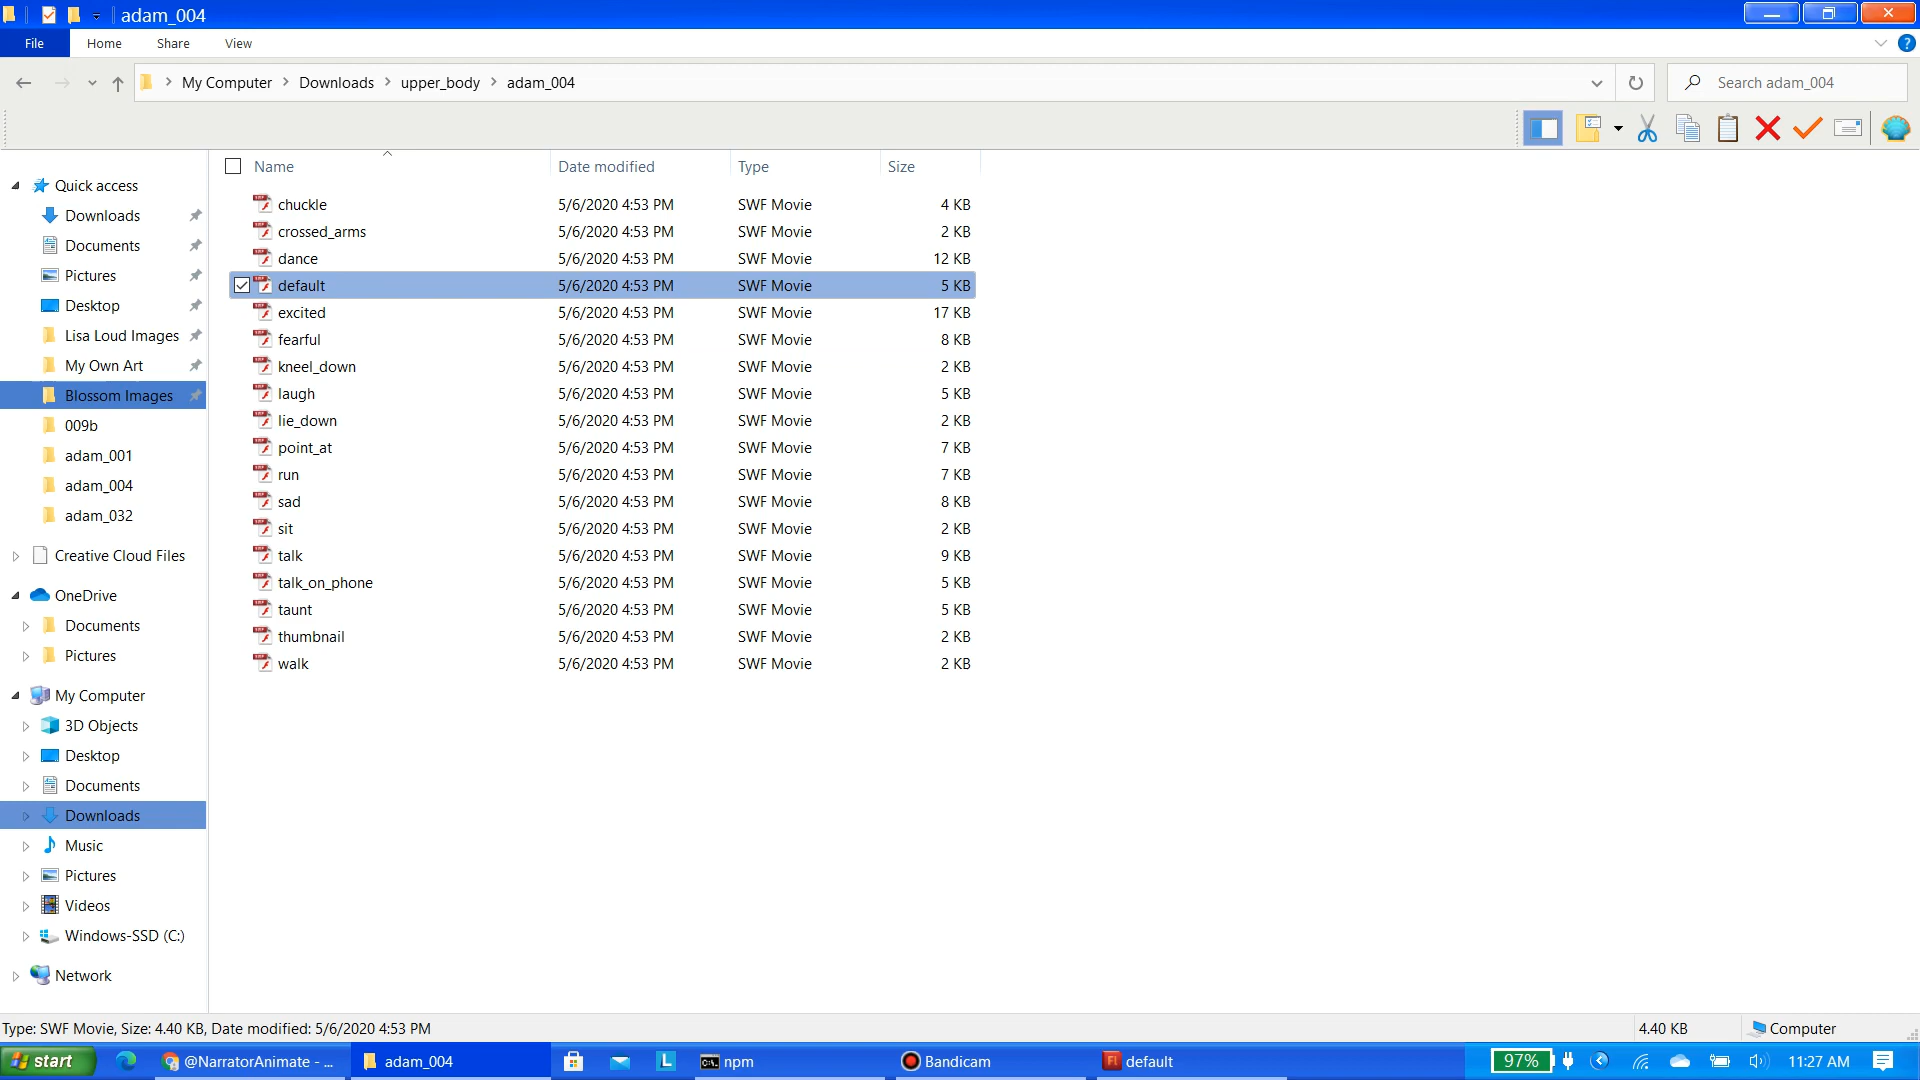 adam_004
File Home Share View
My Computer Downloads upper_body adam_004 Search adam_004
Name Date modified Type Size
Quick access
Downloads
Documents
Pictures
Desktop
Lisa Loud Images
My Own Art
Blossom Images
009b
adam_001
adam_004
adam_032
Creative Cloud Files
OneDrive
Documents
Pictures
My Computer
3D Objects
Desktop
Documents
Downloads
Music
Pictures
Videos
Windows-SSD (C:)
Network
chuckle 5/6/2020 4:53 PM SWF Movie 4 KB
crossed_arms 5/6/2020 4:53 PM SWF Movie 2 KB
dance 5/6/2020 4:53 PM SWF Movie 12 KB
default 5/6/2020 4:53 PM SWF Movie 5 KB
excited 5/6/2020 4:53 PM SWF Movie 17 KB
fearful 5/6/2020 4:53 PM SWF Movie 8 KB
kneel_down 5/6/2020 4:53 PM SWF Movie 2 KB
laugh 5/6/2020 4:53 PM SWF Movie 5 KB
lie_down 5/6/2020 4:53 PM SWF Movie 2 KB
point_at 5/6/2020 4:53 PM SWF Movie 7 KB
run 5/6/2020 4:53 PM SWF Movie 7 KB
sad 5/6/2020 4:53 PM SWF Movie 8 KB
sit 5/6/2020 4:53 PM SWF Movie 2 KB
talk 5/6/2020 4:53 PM SWF Movie 9 KB
talk_on_phone 5/6/2020 4:53 PM SWF Movie 5 KB
taunt 5/6/2020 4:53 PM SWF Movie 5 KB
thumbnail 5/6/2020 4:53 PM SWF Movie 2 KB
walk 5/6/2020 4:53 PM SWF Movie 2 KB
Type: SWF Movie, Size: 4.40 KB, Date modified: 5/6/2020 4:53 PM 4.40 KB Computer
start @NarratorAnimate - ... adam_004 L npm Bandicam Fl default 97% 11:27 AM